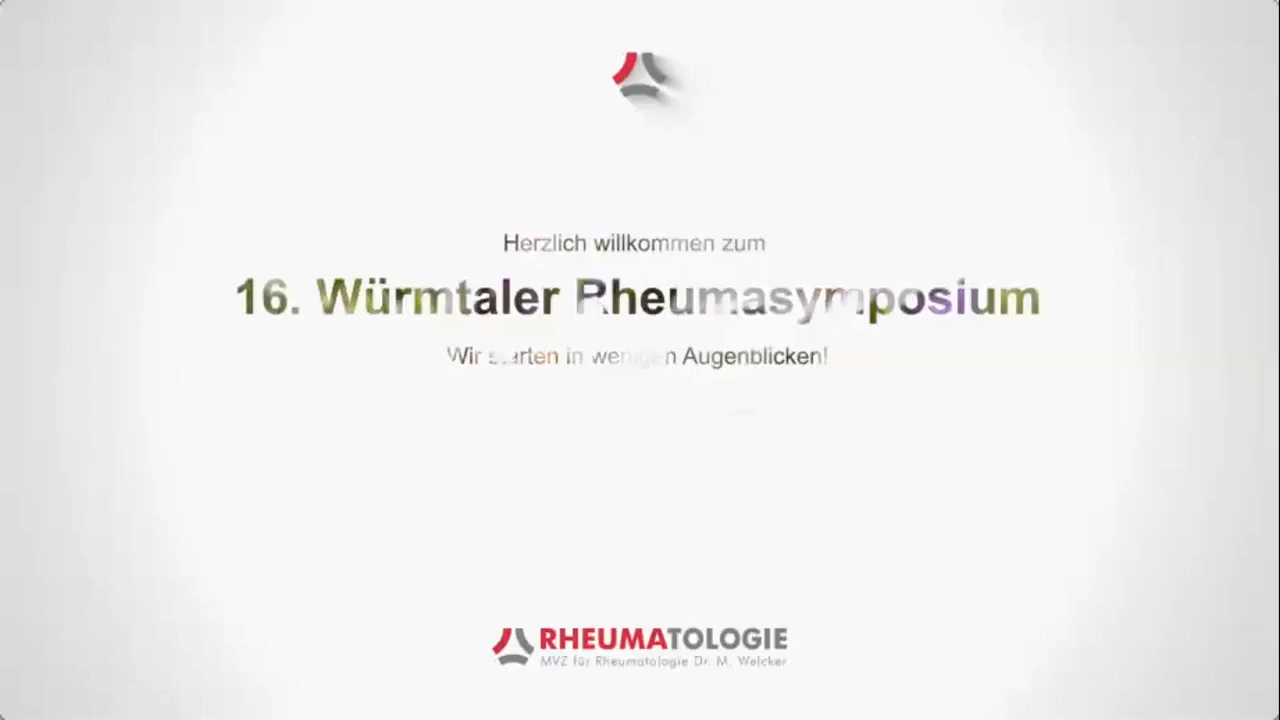 Herzlich willkommen zum
16. Würmtaler Rheumasymposium
Wir starten in wenigen Augenblicken!
RHEUMATOLOGIE
MVZ für Rheumatologie Dr. M. Welcker